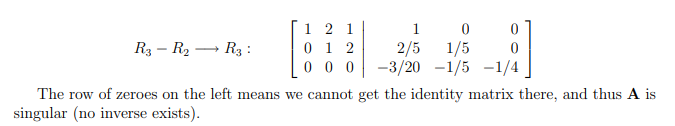 1 2 1 1 0 0
R₃ − R₂ ⟶ R₃ : 0 1 2 2/5 1/5 0
0 0 0 −3/20 −1/5 −1/4
The row of zeroes on the left means we cannot get the identity matrix there, and thus A is
singular (no inverse exists).